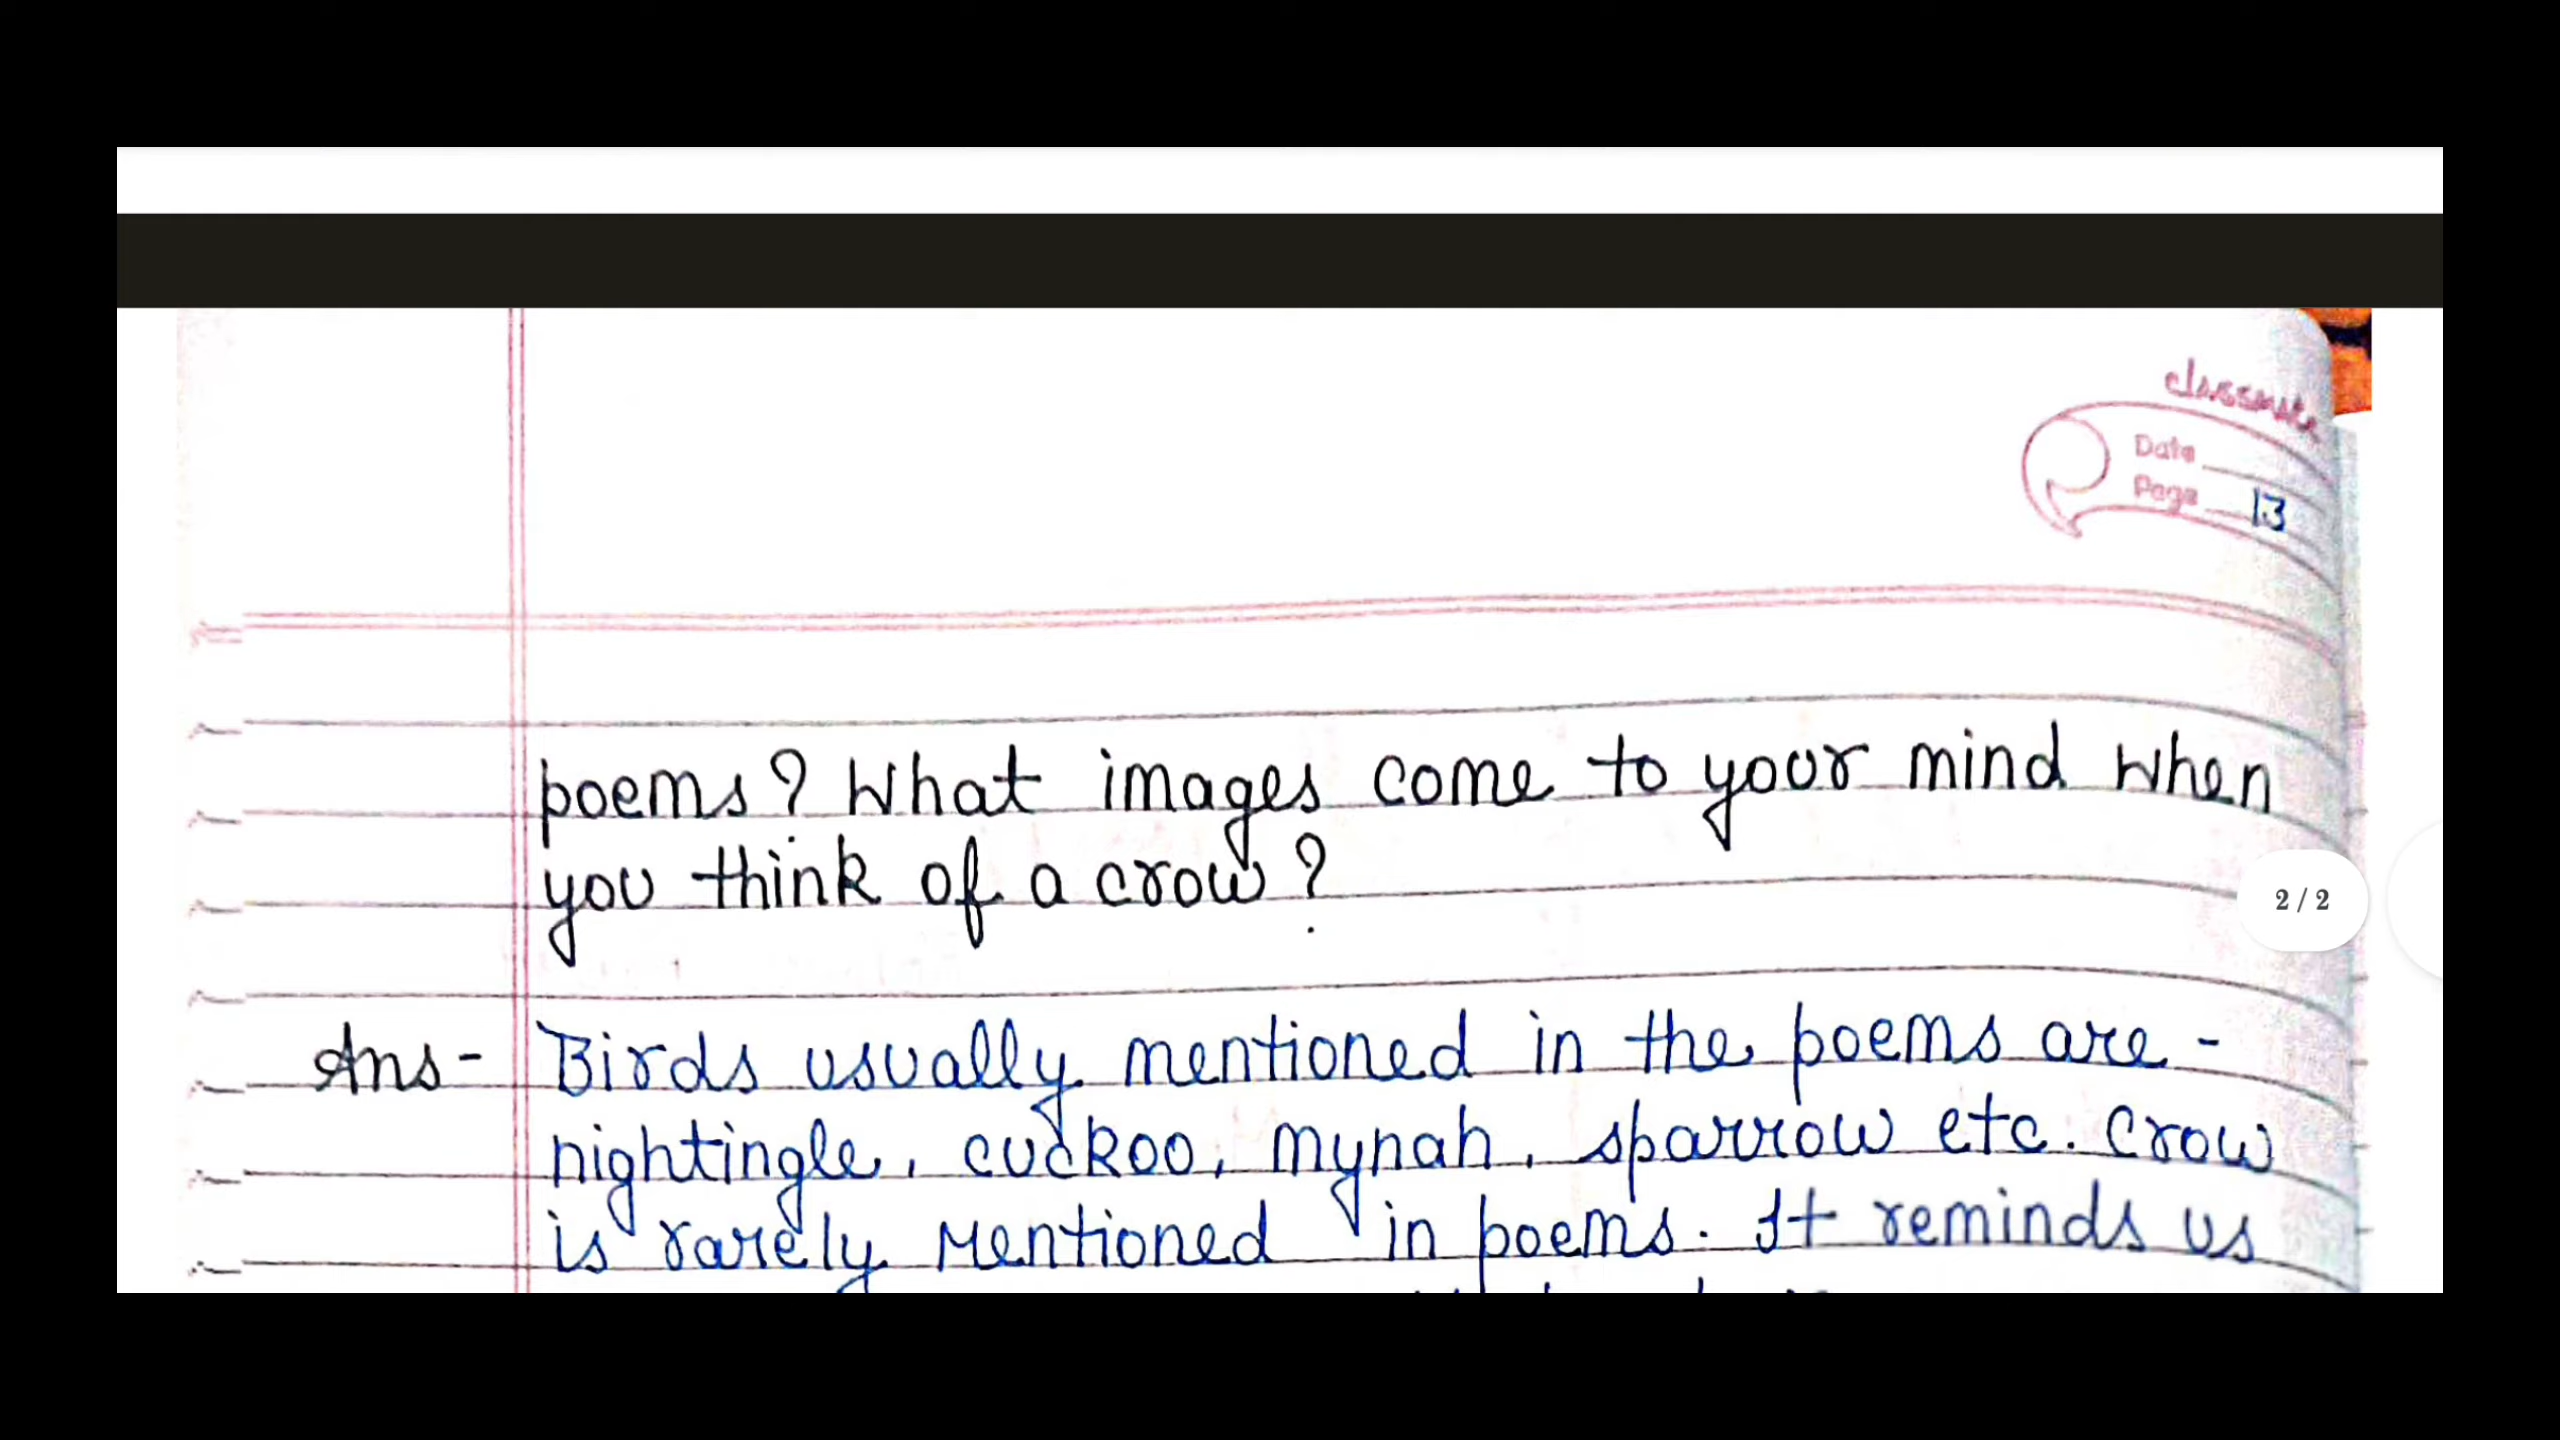 classmate
Date
Page 13
poems? What images come to your mind when
you think of a crow?
2 / 2
Ans- Birds usually mentioned in the poems are -
nightingle, cuckoo, mynah, sparrow etc. Crow
is rarely mentioned in poems. It reminds us